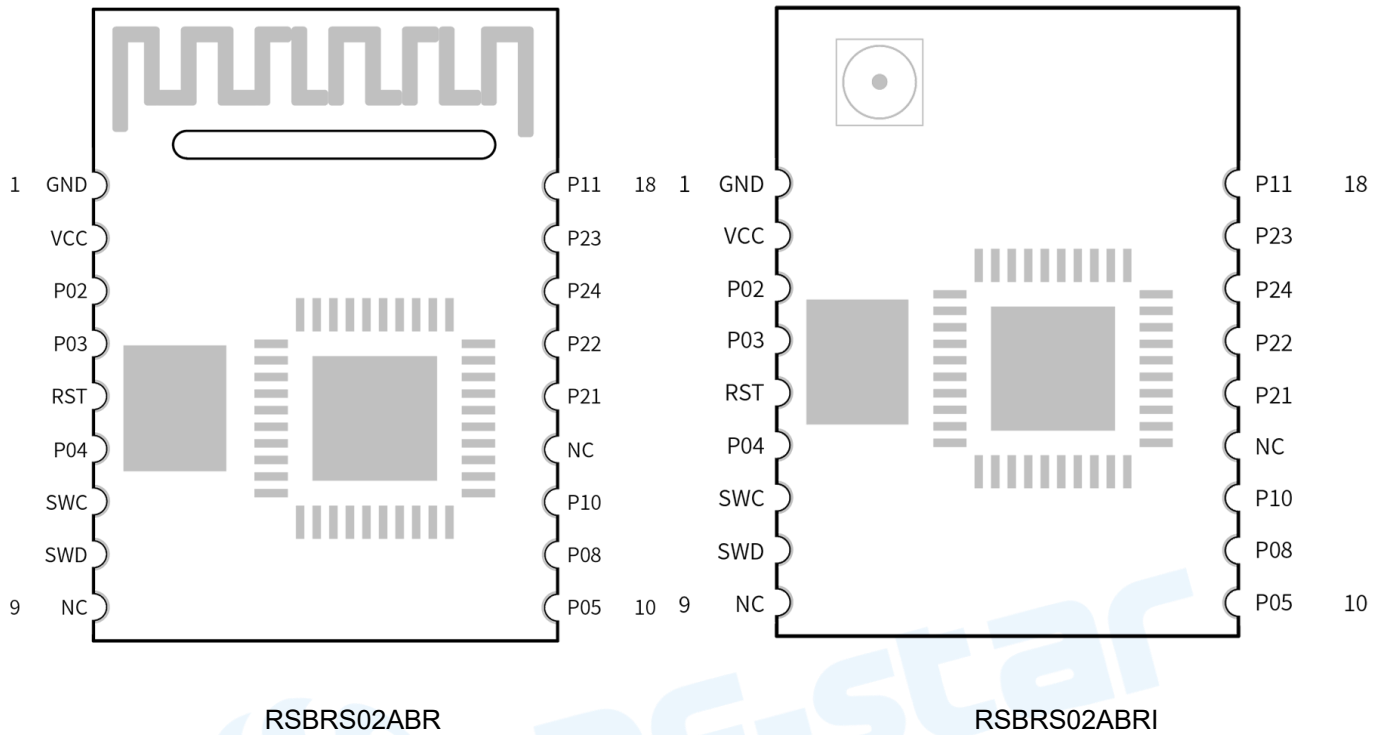 1 GND P11 18 1 GND P11 18
VCC P23 VCC P23
P02 P24 P02 P24
P03 P22 P03 P22
RST P21 RST P21
P04 NC P04 NC
SWC P10 SWC P10
SWD P08 SWD P08
9 NC P05 10 9 NC P05 10
RSBRS02ABR RSBRS02ABRI